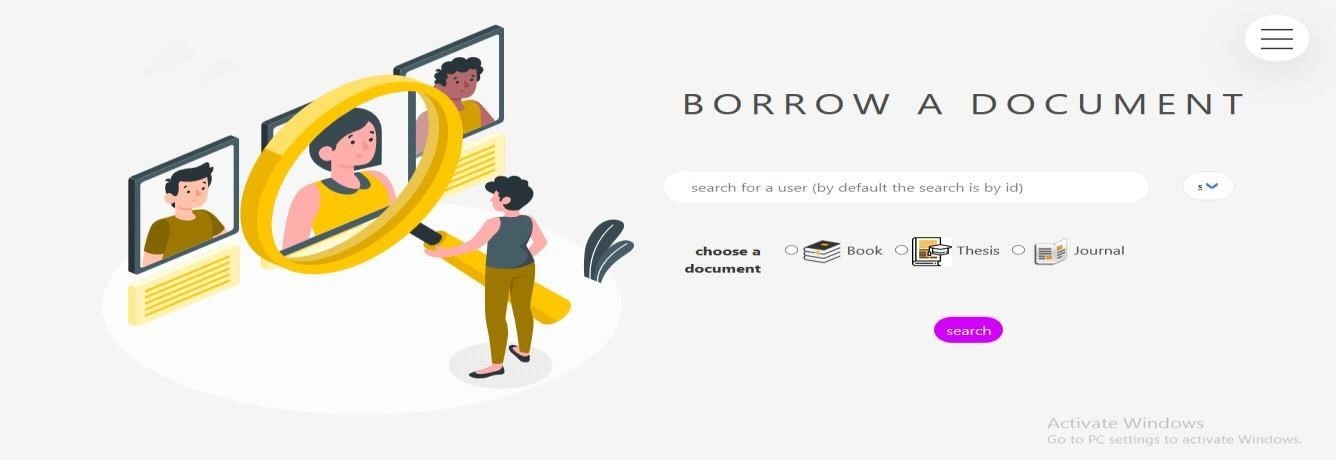 BORROW A DOCUMENT
search for a user (by default the search is by id)
s
choose a
document
Book
Thesis
Journal
search
Activate Windows
Go to PC settings to activate Windows.